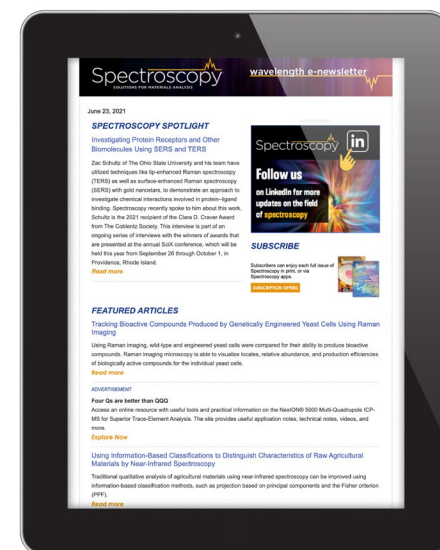 Spectroscopy
SOLUTIONS FOR MATERIALS ANALYSIS
wavelength e-newsletter
June 23, 2021
SPECTROSCOPY SPOTLIGHT
Investigating Protein Receptors and Other
Biomolecules Using SERS and TERS
Zac Schultz of The Ohio State University and his team have
utilized techniques like tip-enhanced Raman spectroscopy
(TERS) as well as surface-enhanced Raman spectroscopy
(SERS) with gold nanostars, to demonstrate an approach to
investigate chemical interactions involved in protein–ligand
binding. Spectroscopy recently spoke to him about this work.
Schultz is the 2021 recipient of the Clara D. Craver Award
from The Coblentz Society. This interview is part of an
ongoing series of interviews with the winners of awards that
are presented at the annual SciX conference, which will be
held this year from September 26 through October 1, in
Providence, Rhode Island.
Read more
ADVERTISEMENT
Spectroscopy in
Follow us
on LinkedIn for more
updates on the field
of spectroscopy
SUBSCRIBE
Subscribers can enjoy each full issue of
Spectroscopy in print, or via
Spectroscopy apps.
SUBSCRIPTION OFFERS
FEATURED ARTICLES
Tracking Bioactive Compounds Produced by Genetically Engineered Yeast Cells Using Raman
Imaging
Using Raman imaging, wild-type and engineered yeast cells were compared for their ability to produce bioactive
compounds. Raman imaging microscopy is able to visualize locales, relative abundance, and production efficiencies
of biologically active compounds for the individual yeast cells.
Read more
ADVERTISEMENT
Four Qs are better than QQQ
Access an online resource with useful tools and practical information on the NexION® 5000 Multi-Quadrupole ICP-
MS for Superior Trace-Element Analysis. The site provides useful application notes, technical notes, videos, and
more.
Explore Now
Using Information-Based Classifications to Distinguish Characteristics of Raw Agricultural
Materials by Near-Infrared Spectroscopy
Traditional qualitative analysis of agricultural materials using near-infrared spectroscopy can be improved using
information-based classification methods, such as projection based on principal components and the Fisher criterion
(PPF).
Read more